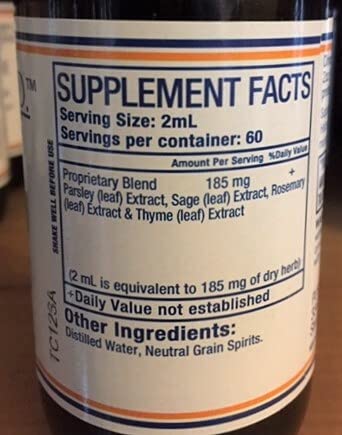 SUPPLEMENT FACTS
Serving Size: 2mL
Servings per container: 60
Amount Per Serving %Daily Value
Proprietary Blend 185 mg +
Parsley (leaf) Extract, Sage (leaf) Extract, Rosemary
(leaf) Extract & Thyme (leaf) Extract
(2 mL is equivalent to 185 mg of dry herb)
+Daily Value not established
Other Ingredients:
Distilled Water, Neutral Grain Spirits.
SHAKE WELL BEFORE USE
TC125A
.™